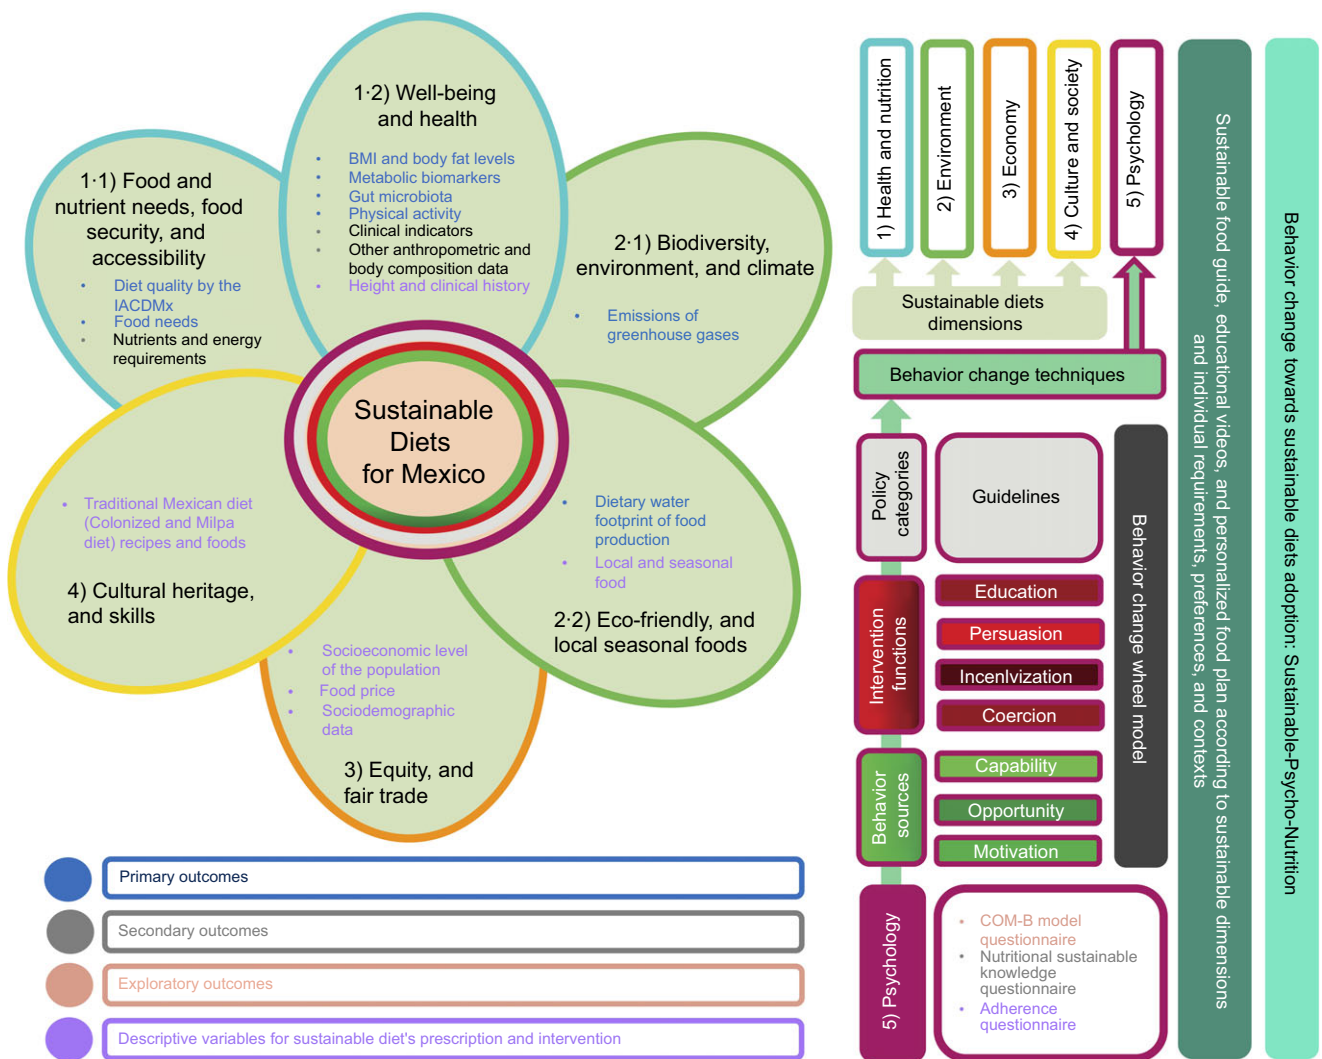 1·2) Well-being
and health
• BMI and body fat levels
• Metabolic biomarkers
• Gut microbiota
• Physical activity
• Clinical indicators
• Other anthropometric and
body composition data
• Height and clinical history
1·1) Food and
nutrient needs, food
security, and
accessibility
• Diet quality by the
IACDMx
• Food needs
• Nutrients and energy
requirements
2·1) Biodiversity,
environment, and climate
• Emissions of
greenhouse gases
Sustainable
Diets
for Mexico
• Traditional Mexican diet
(Colonized and Milpa
diet) recipes and foods
4) Cultural heritage,
and skills
• Dietary water
footprint of food
production
• Local and seasonal
food
2·2) Eco-friendly, and
local seasonal foods
• Socioeconomic level
of the population
• Food price
• Sociodemographic
data
3) Equity, and
fair trade
Primary outcomes
Secondary outcomes
Exploratory outcomes
Descriptive variables for sustainable diet's prescription and intervention
1) Health and nutrition
2) Environment
3) Economy
4) Culture and society
5) Psychology
Sustainable diets
dimensions
Behavior change techniques
Policy
categories
Guidelines
Intervention
functions
Education
Persuasion
Incenlvization
Coercion
Behavior
sources
Capability
Opportunity
Motivation
Behavior change wheel model
5) Psychology
• COM-B model
questionnaire
• Nutritional sustainable
knowledge
questionnaire
• Adherence
questionnaire
Sustainable food guide, educational videos, and personalized food plan according to sustainable dimensions
and individual requirements, preferences, and contexts
Behavior change towards sustainable diets adoption: Sustainable-Psycho-Nutrition